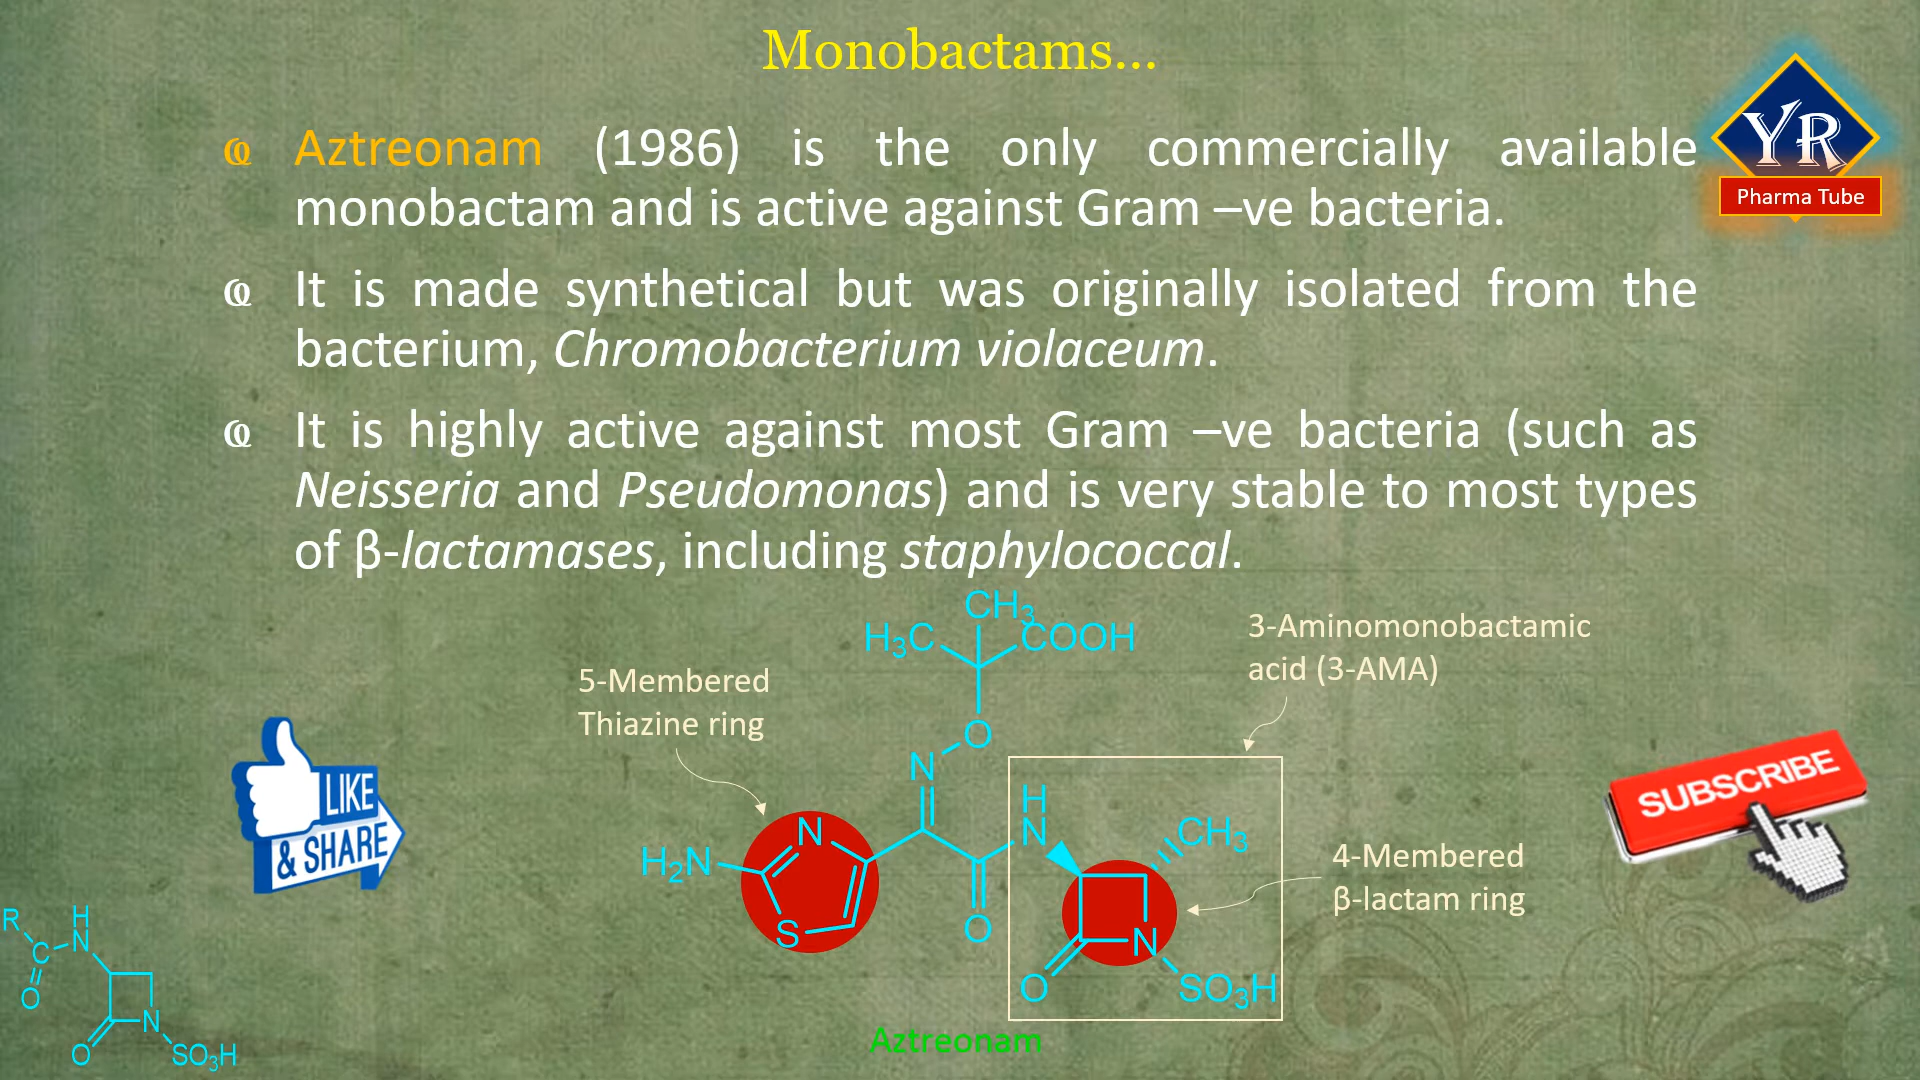 Monobactams...
YR
Pharma Tube
Aztreonam (1986) is the only commercially available
monobactam and is active against Gram –ve bacteria.
It is made synthetical but was originally isolated from the
bacterium, Chromobacterium violaceum.
It is highly active against most Gram –ve bacteria (such as
Neisseria and Pseudomonas) and is very stable to most types
of β-lactamases, including staphylococcal.
CH3
H3C
COOH
3-Aminomonobactamic
acid (3-AMA)
5-Membered
Thiazine ring
O
N
H
N
CH3
N
H2N
S
O
N
O
SO3H
4-Membered
β-lactam ring
LIKE
& SHARE
SUBSCRIBE
R
H
N
C
O
N
O
SO3H
Aztreonam